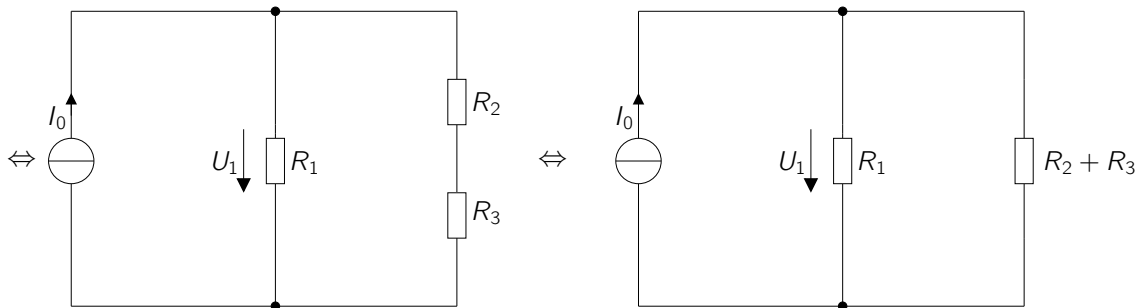 ⇔
I₀
U₁
R₁
R₂
R₃
⇔
I₀
U₁
R₁
R₂ + R₃